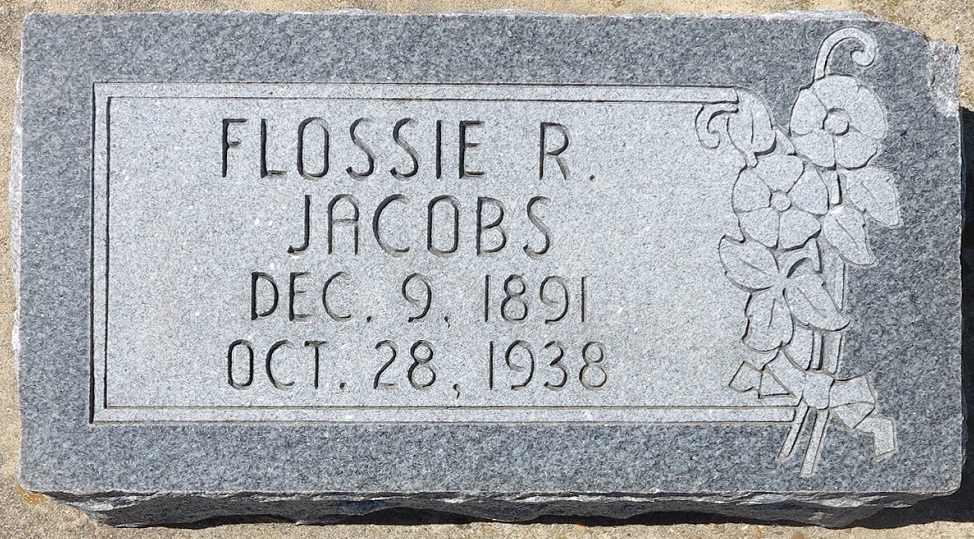 FLOSSIE R.
JACOBS
DEC. 9, 1891
OCT. 28, 1938